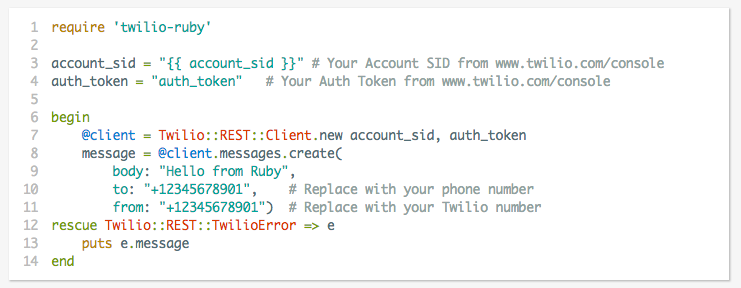 1 require 'twilio-ruby'
2
3 account_sid = "{{ account_sid }}" # Your Account SID from www.twilio.com/console
4 auth_token = "auth_token"   # Your Auth Token from www.twilio.com/console
5
6 begin
7     @client = Twilio::REST::Client.new account_sid, auth_token
8     message = @client.messages.create(
9         body: "Hello from Ruby",
10         to: "+12345678901",    # Replace with your phone number
11         from: "+12345678901")  # Replace with your Twilio number
12 rescue Twilio::REST::TwilioError => e
13     puts e.message
14 end